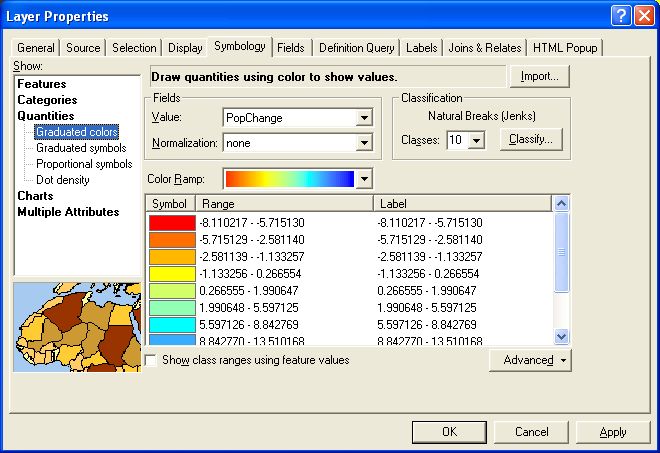 Layer Properties
General Source Selection Display Symbology Fields Definition Query Labels Joins & Relates HTML Popup
Show:
Features
Categories
Quantities
Graduated colors
Graduated symbols
Proportional symbols
Dot density
Charts
Multiple Attributes
Draw quantities using color to show values.
Import...
Fields
Value: PopChange
Normalization: none
Classification
Natural Breaks (Jenks)
Classes: 10 Classify...
Color Ramp:
Symbol Range Label
-8.110217 - -5.715130 -8.110217 - -5.715130
-5.715129 - -2.581140 -5.715129 - -2.581140
-2.581139 - -1.133257 -2.581139 - -1.133257
-1.133256 - 0.266554 -1.133256 - 0.266554
0.266555 - 1.990647 0.266555 - 1.990647
1.990648 - 5.597125 1.990648 - 5.597125
5.597126 - 8.842769 5.597126 - 8.842769
8.842770 - 13.510168 8.842770 - 13.510168
Show class ranges using feature values
Advanced
OK Cancel Apply